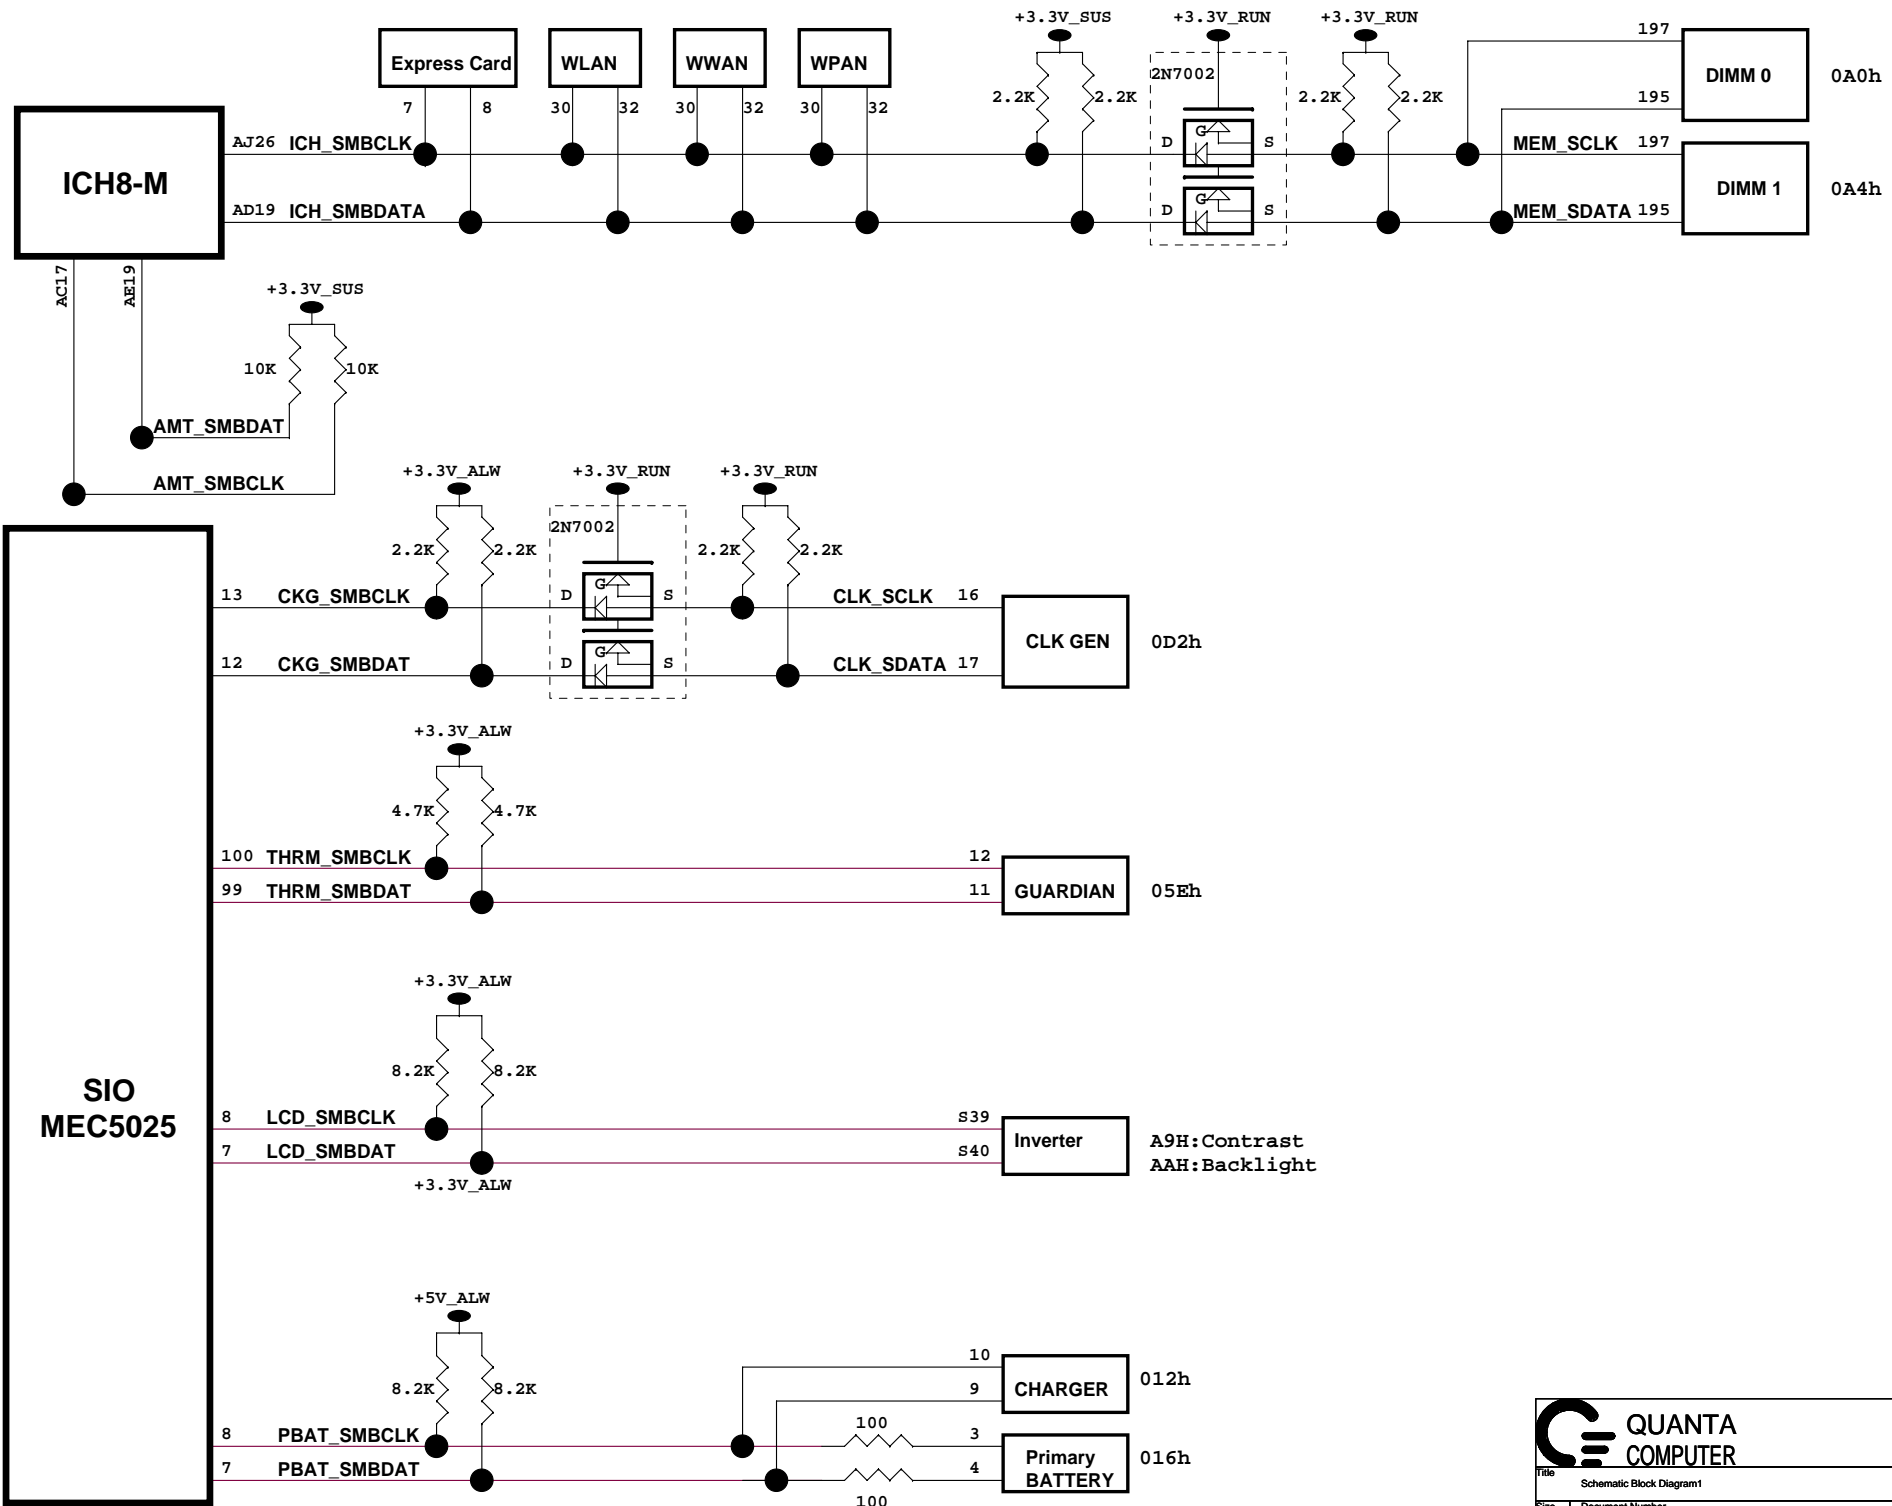 +3.3V_SUS +3.3V_RUN +3.3V_RUN
Express Card WLAN WWAN WPAN
7 8 30 32 30 32 30 32
2.2K 2.2K 2N7002 2.2K 2.2K
197 DIMM 0 0A0h
195
ICH8-M
AJ26 ICH_SMBCLK D G S MEM_SCLK 197
DIMM 1 0A4h
AD19 ICH_SMBDATA D G S MEM_SDATA 195
AC17 AE19
+3.3V_SUS
10K 10K
AMT_SMBDAT
AMT_SMBCLK
+3.3V_ALW +3.3V_RUN +3.3V_RUN
2N7002
2.2K 2.2K 2.2K 2.2K
13 CKG_SMBCLK D G S CLK_SCLK 16
CLK GEN 0D2h
12 CKG_SMBDAT D G S CLK_SDATA 17
+3.3V_ALW
4.7K 4.7K
100 THRM_SMBCLK 12
99 THRM_SMBDAT 11
GUARDIAN 05Eh
+3.3V_ALW
8.2K 8.2K
SIO
MEC5025
8 LCD_SMBCLK S39
7 LCD_SMBDAT S40
Inverter
A9H:Contrast
AAH:Backlight
+3.3V_ALW
+5V_ALW
8.2K 8.2K
10
9
CHARGER 012h
8 PBAT_SMBCLK 100 3
7 PBAT_SMBDAT 100 4
Primary
BATTERY
016h
QUANTA
COMPUTER
Title
Schematic Block Diagram1
Size Document Number